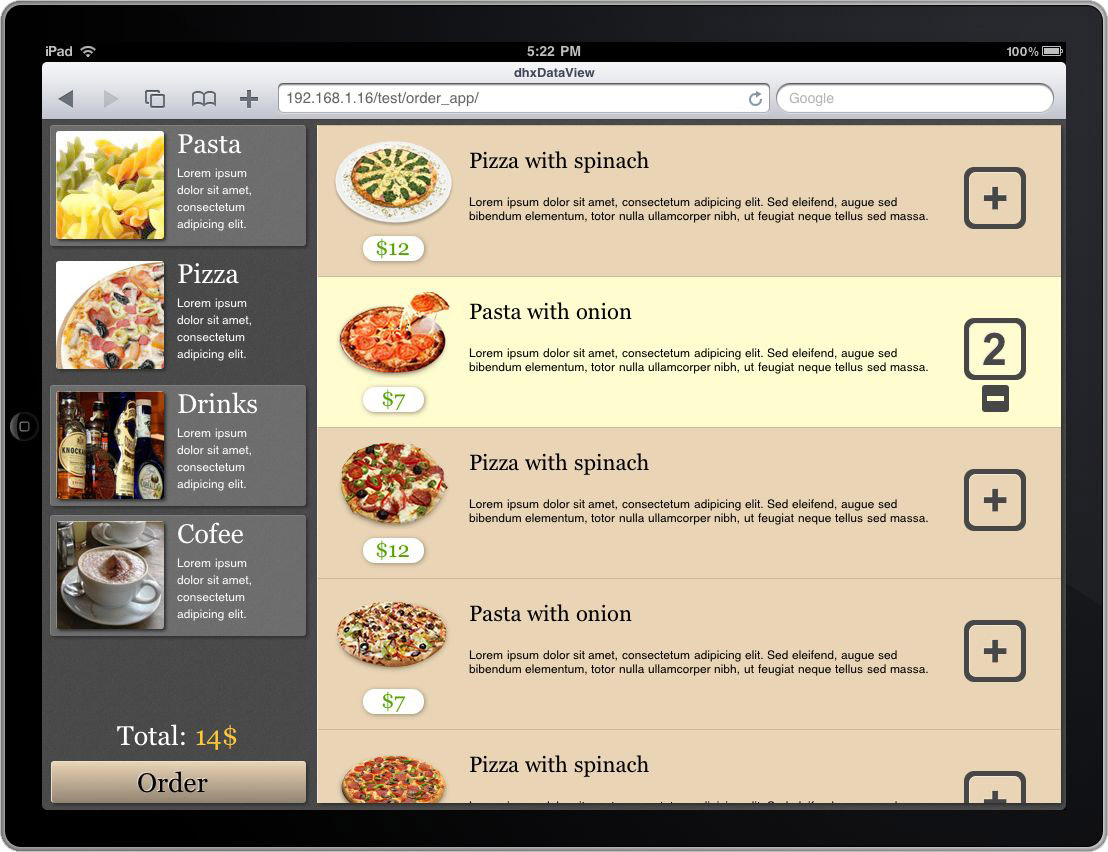 iPad
5:22 PM
100%
dhxDataView
192.168.1.16/test/order_app/
Google
Pasta
Lorem ipsum
dolor sit amet,
consectetum
adipicing elit.
Pizza
Lorem ipsum
dolor sit amet,
consectetum
adipicing elit.
Drinks
Lorem ipsum
dolor sit amet,
consectetum
adipicing elit.
Cofee
Lorem ipsum
dolor sit amet,
consectetum
adipicing elit.
Total: 14$
Order
Pizza with spinach
Lorem ipsum dolor sit amet, consectetum adipicing elit. Sed eleifend, augue sed
bibendum elementum, totor nulla ullamcorper nibh, ut feugiat neque tellus sed massa.
$12
+
Pasta with onion
Lorem ipsum dolor sit amet, consectetum adipicing elit. Sed eleifend, augue sed
bibendum elementum, totor nulla ullamcorper nibh, ut feugiat neque tellus sed massa.
$7
2
Pizza with spinach
Lorem ipsum dolor sit amet, consectetum adipicing elit. Sed eleifend, augue sed
bibendum elementum, totor nulla ullamcorper nibh, ut feugiat neque tellus sed massa.
$12
+
Pasta with onion
Lorem ipsum dolor sit amet, consectetum adipicing elit. Sed eleifend, augue sed
bibendum elementum, totor nulla ullamcorper nibh, ut feugiat neque tellus sed massa.
$7
+
Pizza with spinach
+